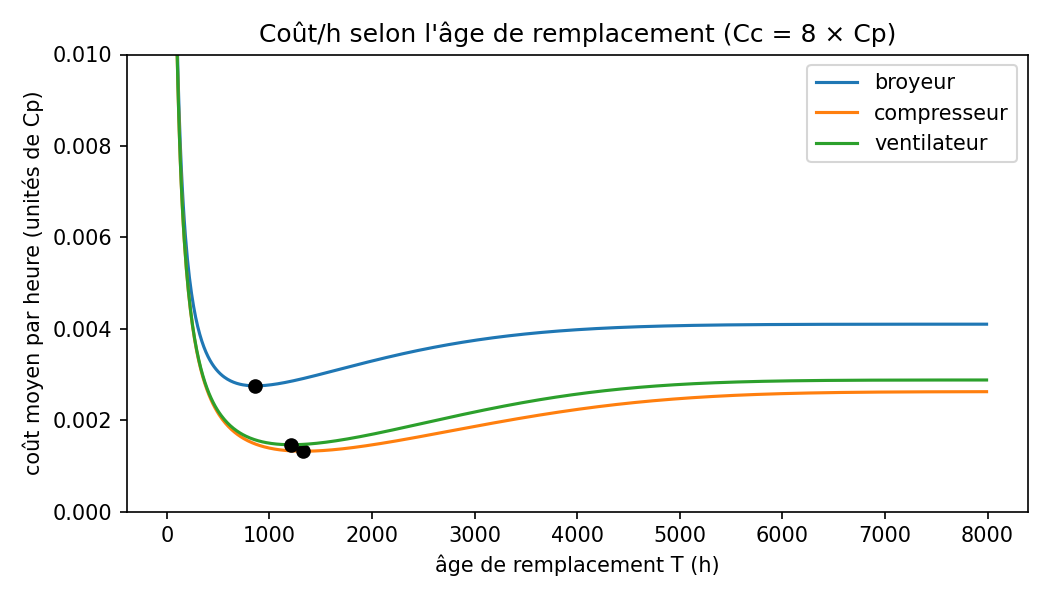 Coût/h selon l'âge de remplacement (Cc = 8 × Cp)
coût moyen par heure (unités de Cp)
0.010
0.008
0.006
0.004
0.002
0.000
broyeur
compresseur
ventilateur
0 1000 2000 3000 4000 5000 6000 7000 8000
âge de remplacement T (h)